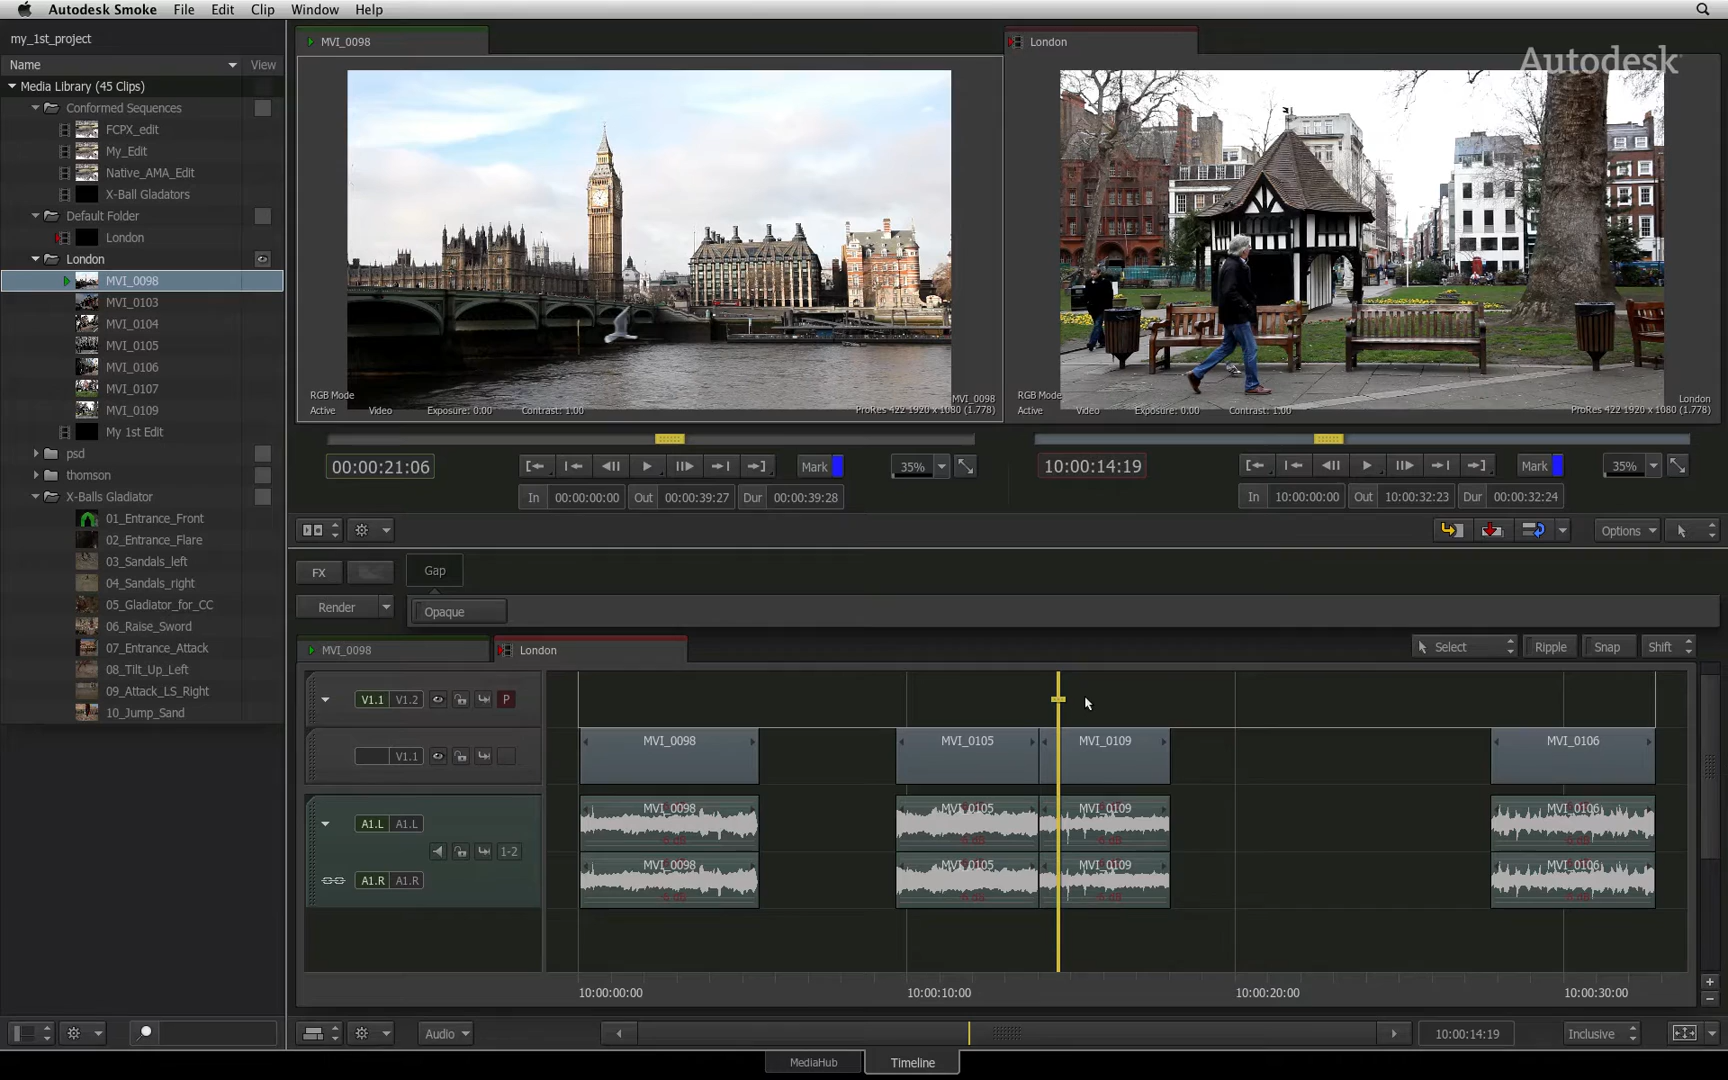 Autodesk Smoke File Edit Clip Window Help
my_1st_project
Name View
Media Library (45 Clips)
Conformed Sequences
FCPX_edit
My_Edit
Native_AMA_Edit
X-Ball Gladators
Default Folder
London
London
MVI_0098
MVI_0103
MVI_0104
MVI_0105
MVI_0106
MVI_0107
MVI_0109
My 1st Edit
psd
thomson
X-Balls Gladiator
01_Entrance_Front
02_Entrance_Flare
03_Sandals_left
04_Sandals_right
05_Gladiator_for_CC
06_Raise_Sword
07_Entrance_Attack
08_Tilt_Up_Left
09_Attack_LS_Right
10_Jump_Sand
MVI_0098
London
Autodesk
RGB Mode
MVI_0098
Active Video Exposure: 0.00 Contrast: 1.00 ProRes 422 1920 x 1080 (1.778)
RGB Mode
London
Active Video Exposure: 0.00 Contrast: 1.00 ProRes 422 1920 x 1080 (1.778)
00:00:21:06 Mark 35%
In 00:00:00:00 Out 00:00:39:27 Dur 00:00:39:28
10:00:14:19 Mark 35%
In 10:00:00:00 Out 10:00:32:23 Dur 00:00:32:24
Options
FX Gap
Render Opaque
MVI_0098 London Select Ripple Snap Shift
V1.1 V1.2 P
V1.1 MVI_0098 MVI_0105 MVI_0109 MVI_0106
A1.L A1.L MVI_0098 MVI_0105 MVI_0109 MVI_0106
1-2
A1.R A1.R MVI_0098 MVI_0105 MVI_0109 MVI_0106
10:00:00:00 10:00:10:00 10:00:20:00 10:00:30:00
Audio 10:00:14:19 Inclusive
MediaHub Timeline